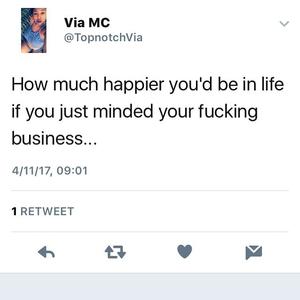 Via MC
@TopnotchVia
How much happier you'd be in life
if you just minded your fucking
business...
4/11/17, 09:01
1 RETWEET